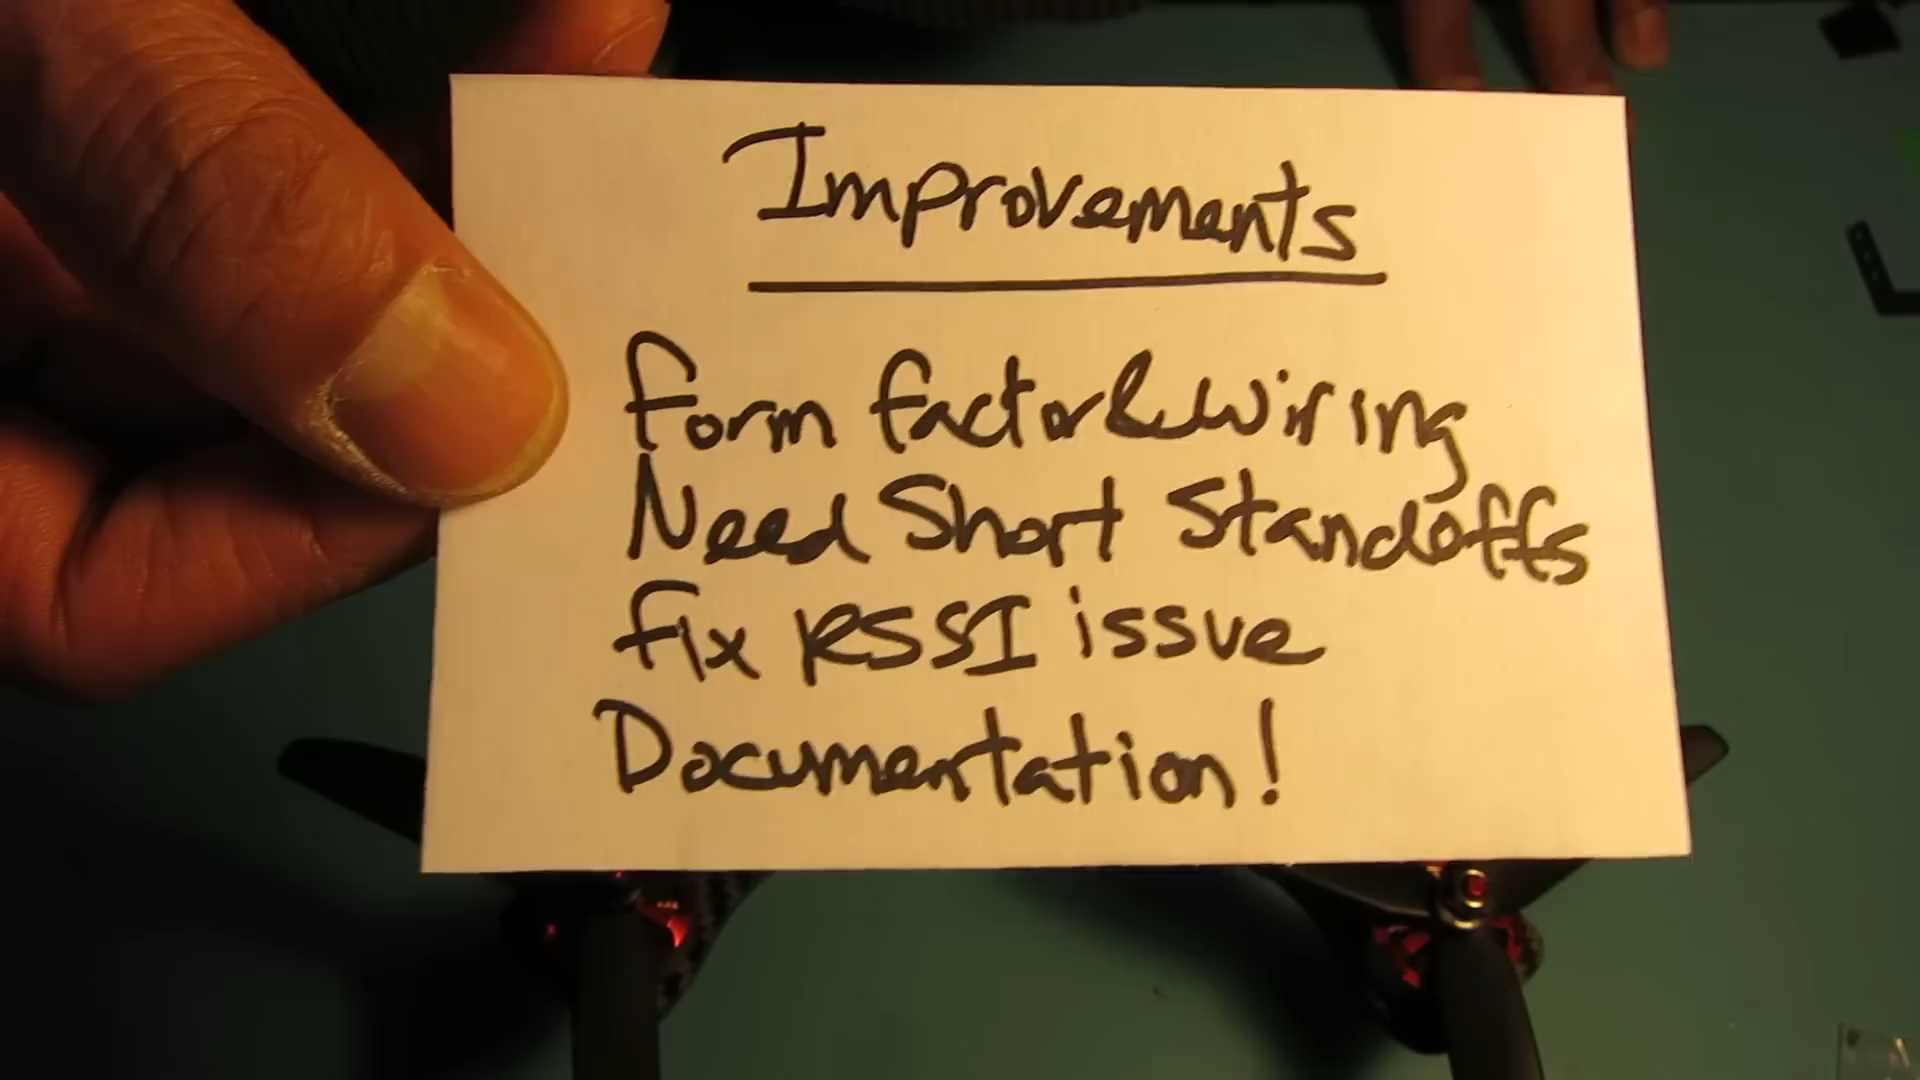 Improvements
Form factor & Wiring
Need Short Standoffs
Fix RSSI issue
Documentation!